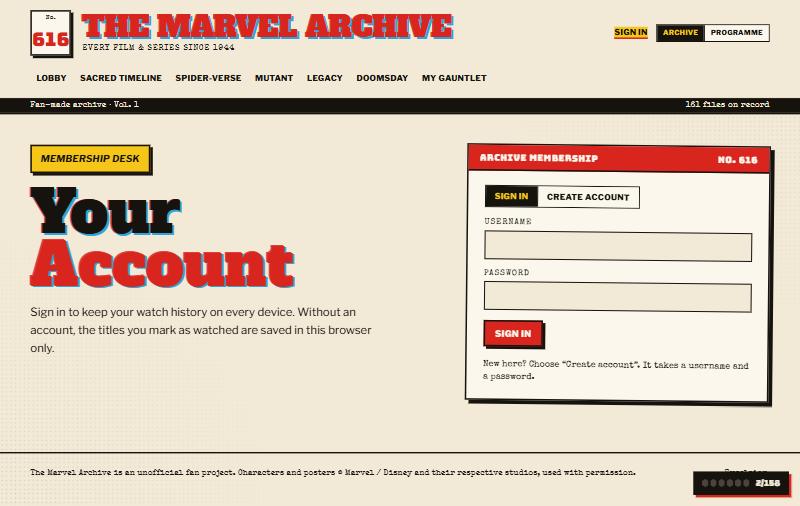 No.
616
THE MARVEL ARCHIVE
EVERY FILM & SERIES SINCE 1944
SIGN IN
ARCHIVE
PROGRAMME
LOBBY
SACRED TIMELINE
SPIDER-VERSE
MUTANT
LEGACY
DOOMSDAY
MY GAUNTLET
Fan-made archive · Vol. 1
161 files on record
MEMBERSHIP DESK
Your
Account
Sign in to keep your watch history on every device. Without an
account, the titles you mark as watched are saved in this browser
only.
ARCHIVE MEMBERSHIP
NO. 616
SIGN IN
CREATE ACCOUNT
USERNAME
PASSWORD
SIGN IN
New here? Choose “Create account”. It takes a username and
a password.
The Marvel Archive is an unofficial fan project. Characters and posters © Marvel / Disney and their respective studios, used with permission.